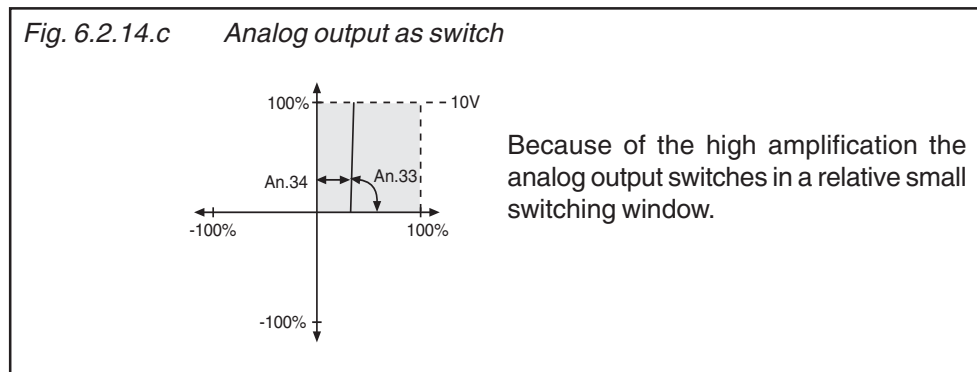 Fig. 6.2.14.c Analog output as switch
100%
10V
An.34
An.33
-100%
100%
-100%
Because of the high amplification the
analog output switches in a relative small
switching window.